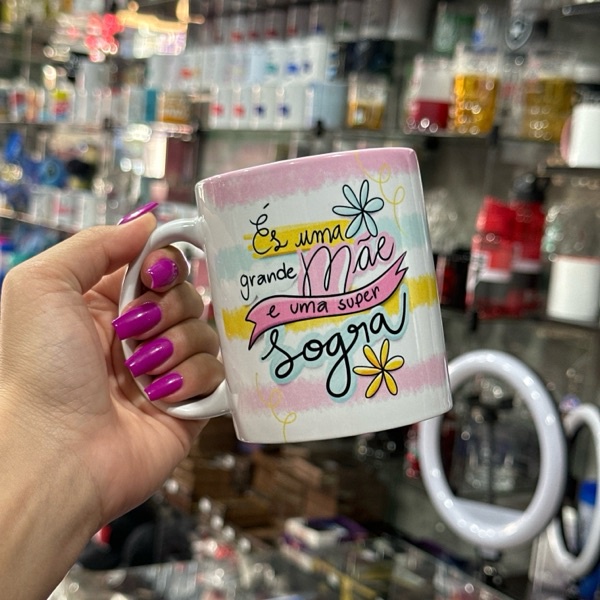 És uma
grande Mãe
e uma super
sogra